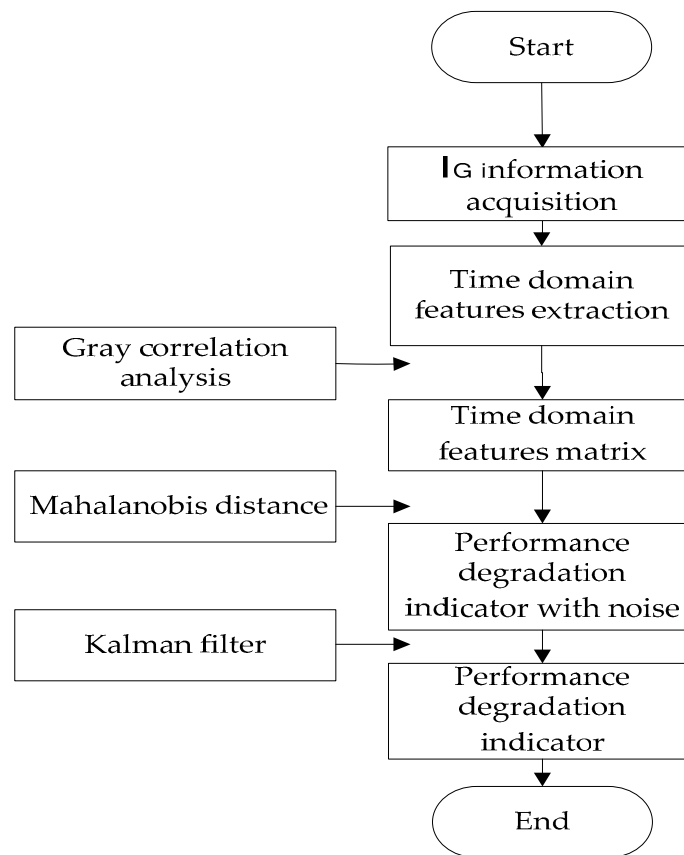 Start
IG information
acquisition
Time domain
features extraction
Gray correlation
analysis
Time domain
features matrix
Mahalanobis distance
Performance
degradation
indicator with noise
Kalman filter
Performance
degradation
indicator
End